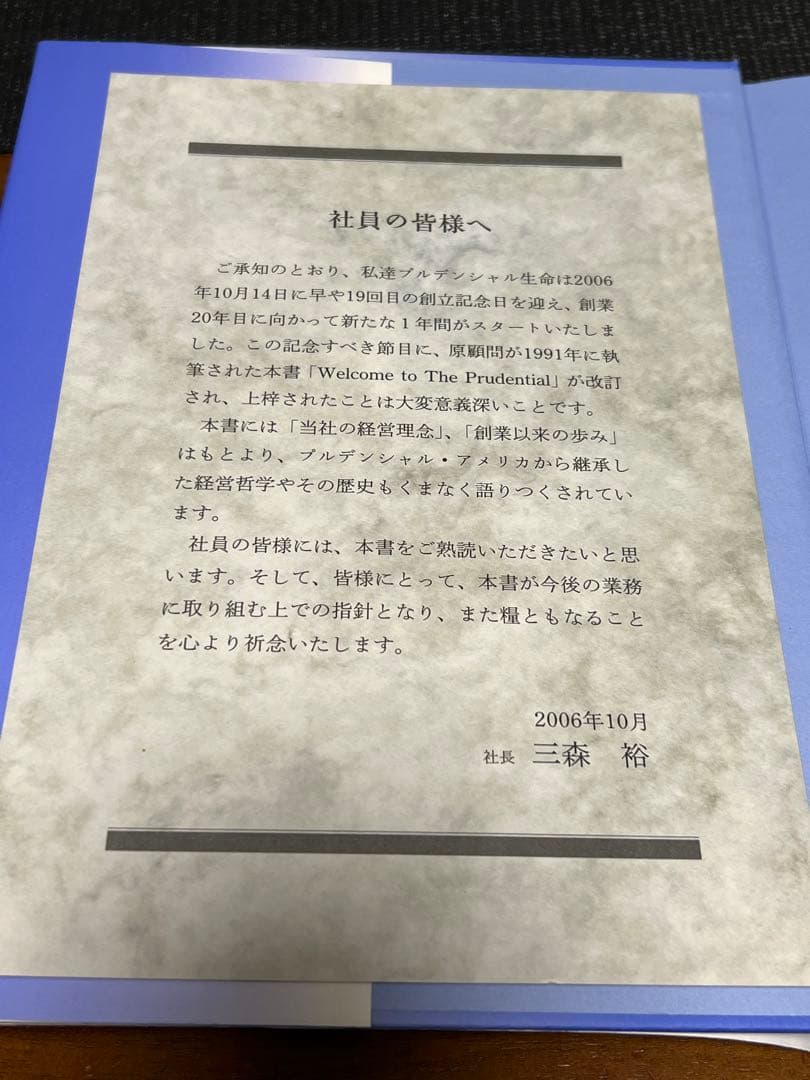 社員の皆様へ
ご承知のとおり、私達プルデンシャル生命は2006
年10月14日に早や19回目の創立記念日を迎え、創業
20年目に向かって新たな1年間がスタートいたしま
した。この記念すべき節目に、原顧問が1991年に執
筆された本書「Welcome to The Prudential」が改訂
され、上梓されたことは大変意義深いことです。
本書には「当社の経営理念」、「創業以来の歩み」
はもとより、プルデンシャル・アメリカから継承し
た経営哲学やその歴史もくまなく語りつくされてい
ます。
社員の皆様には、本書をご熟読いただきたいと思
います。そして、皆様にとって、本書が今後の業務
に取り組む上での指針となり、また糧ともなること
を心より祈念いたします。
2006年10月
社長 三森 裕